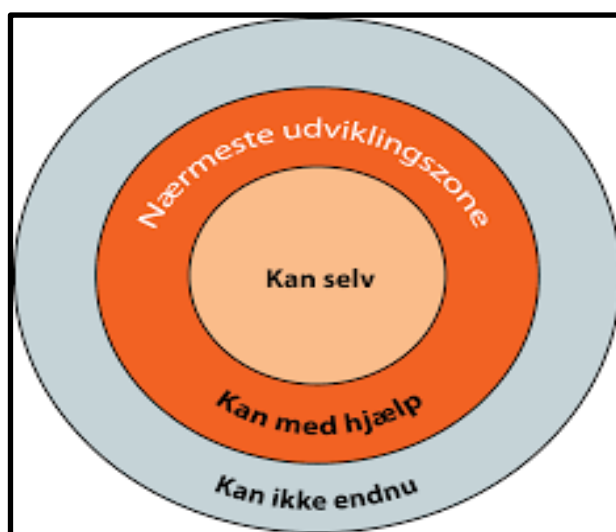 Nærmeste udviklingszone
Kan selv
Kan med hjælp
Kan ikke endnu